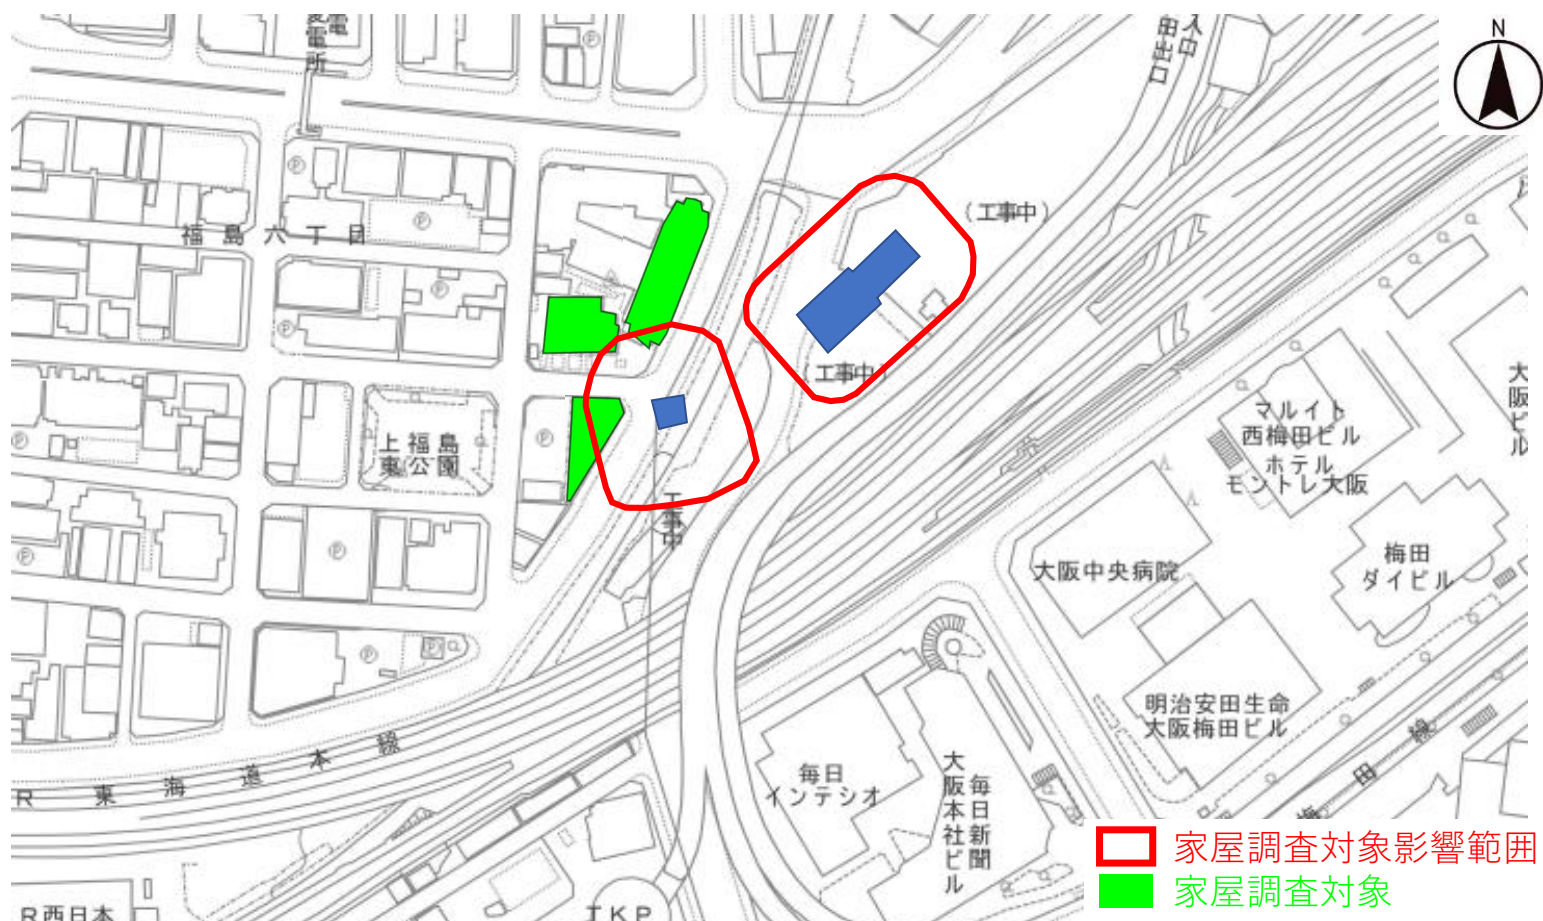 変電所
入口
田出口
N
(工事中)
福島六丁目
(工事中)
上福島
東公園
工事中
マルイト
西梅田ビル
ホテル
モントレ大阪
大阪ビル
大阪中央病院
梅田
ダイビル
明治安田生命
大阪梅田ビル
R東海道本線
毎日
インテシオ
毎日新聞
大阪本社ビル
梅田線
R西日本
TKP
家屋調査対象影響範囲
家屋調査対象